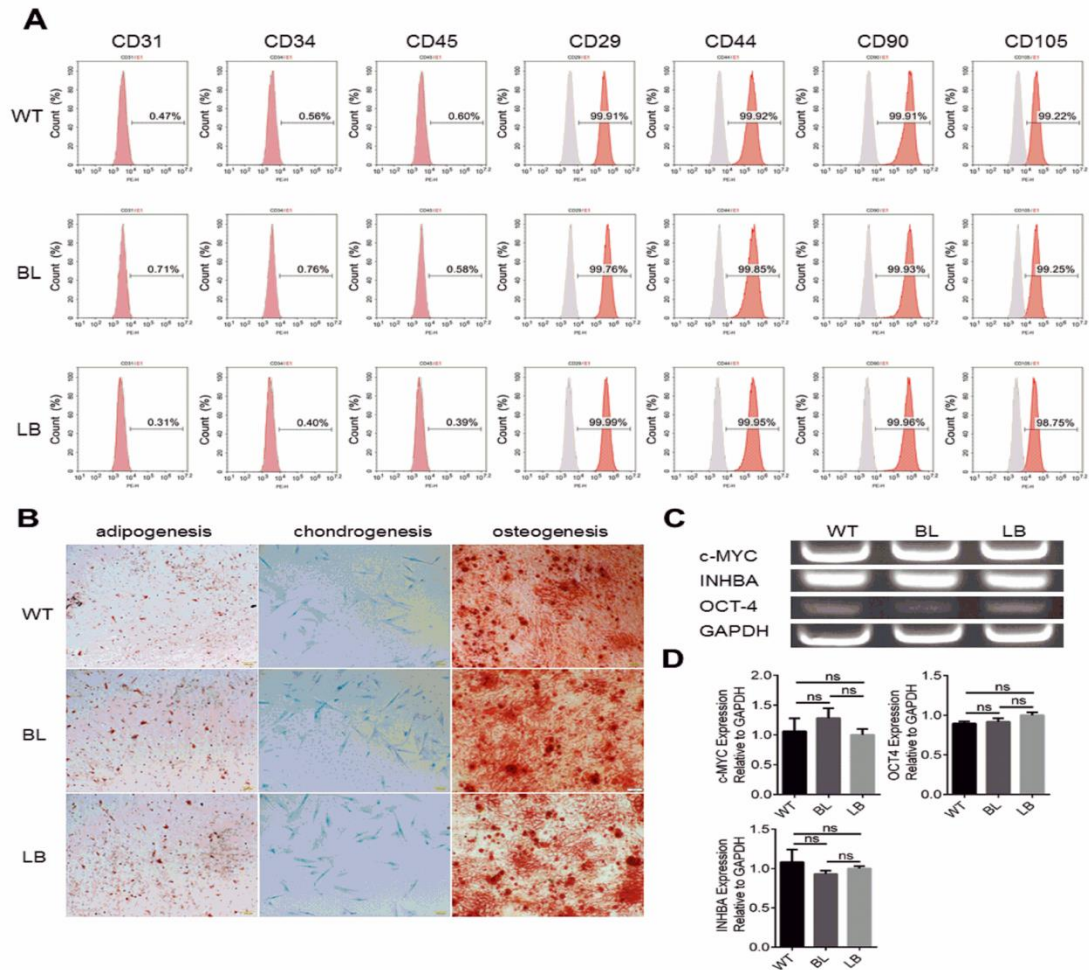 A
CD31 CD34 CD45 CD29 CD44 CD90 CD105
WT
Count (%) 0.47% 0.56% 0.60% 99.91% 99.92% 99.91% 99.22%
PE-H
BL
Count (%) 0.71% 0.76% 0.58% 99.76% 99.85% 99.93% 99.25%
PE-H
LB
Count (%) 0.31% 0.40% 0.39% 99.99% 99.95% 99.96% 98.75%
PE-H
B
adipogenesis chondrogenesis osteogenesis
WT
BL
LB
C
WT BL LB
c-MYC
INHBA
OCT-4
GAPDH
D
c-MYC Expression
Relative to GAPDH
2.0
1.5
1.0
0.5
0.0
ns
ns ns
WT BL LB
OCT4 Expression
Relative to GAPDH
1.5
1.0
0.5
0.0
ns
ns ns
WT BL LB
INHBA Expression
Relative to GAPDH
1.5
1.0
0.5
0.0
ns
ns ns
WT BL LB